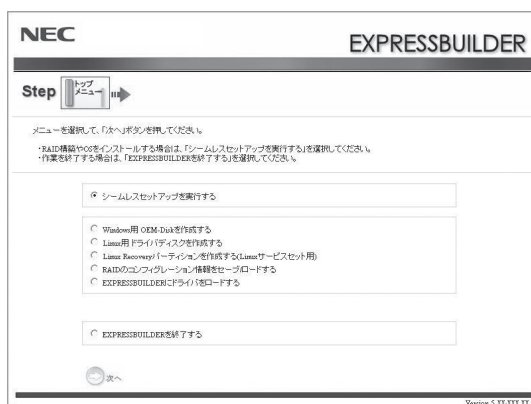 NEC
EXPRESSBUILDER
Step
トップ
メニュー
メニューを選択して、「次へ」ボタンを押してください。
・RAID構築やOSをインストールする場合は、「シームレスセットアップを実行する」を選択してください。
・作業を終了する場合は、「EXPRESSBUILDERを終了する」を選択してください。
シームレスセットアップを実行する
Windows用 OEM-Diskを作成する
Linux用 ドライバディスクを作成する
Linux Recoveryパーティションを作成する(Linuxサービスセット用)
RAIDのコンフィグレーション情報をセーブ/ロードする
EXPRESSBUILDERにドライバをロードする
EXPRESSBUILDERを終了する
次へ
Version 5.XX-XXX.XX